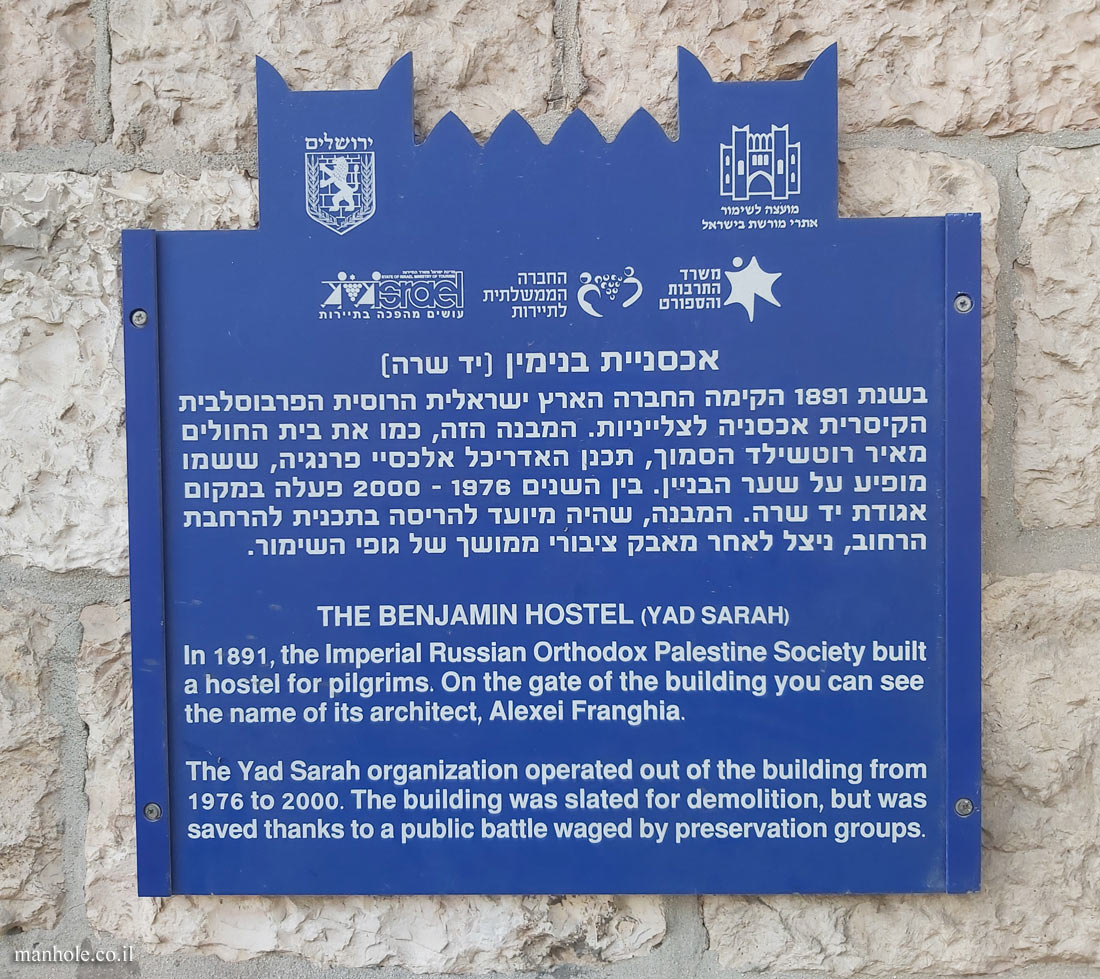 ירושלים
מועצה לשימור
אתרי מורשת בישראל
משרד
התרבות
והספורט
החברה
הממשלתית
לתיירות
STATE OF ISRAEL MINISTRY OF TOURISM
israel
עושים מהפכה בתיירות
אכסניית בנימין (יד שרה)
בשנת 1891 הקימה החברה הארץ ישראלית הרוסית הפרבוסלבית
הקיסרית אכסניה לצלייניות. המבנה הזה, כמו את בית החולים
מאיר רוטשילד הסמוך, תכנן האדריכל אלכסיי פרנגיה, ששמו
מופיע על שער הבניין. בין השנים 1976 - 2000 פעלה במקום
אגודת יד שרה. המבנה, שהיה מיועד להריסה בתכנית להרחבת
הרחוב, ניצל לאחר מאבק ציבורי ממושך של גופי השימור.
THE BENJAMIN HOSTEL (YAD SARAH)
In 1891, the Imperial Russian Orthodox Palestine Society built
a hostel for pilgrims. On the gate of the building you can see
the name of its architect, Alexei Franghia.
The Yad Sarah organization operated out of the building from
1976 to 2000. The building was slated for demolition, but was
saved thanks to a public battle waged by preservation groups.
manhole.co.il